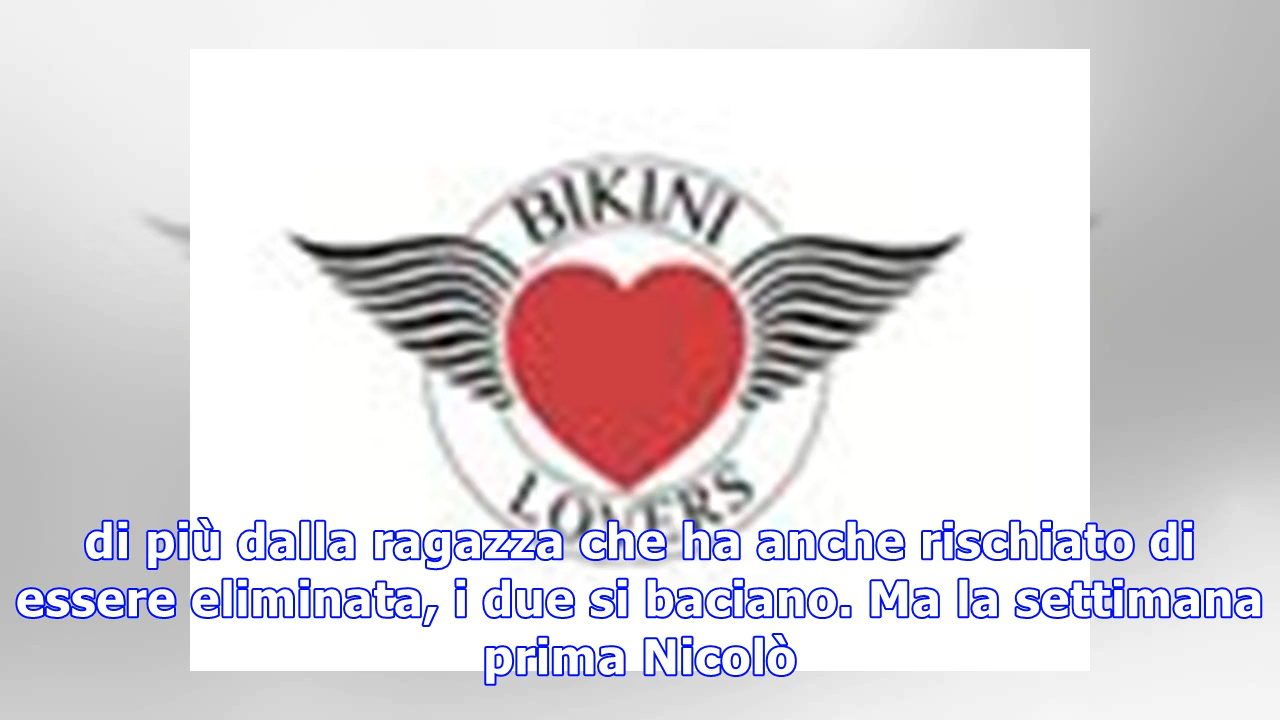 BIKINI
LOVERS
di più dalla ragazza che ha anche rischiato di
essere eliminata, i due si baciano. Ma la settimana
prima Nicolò